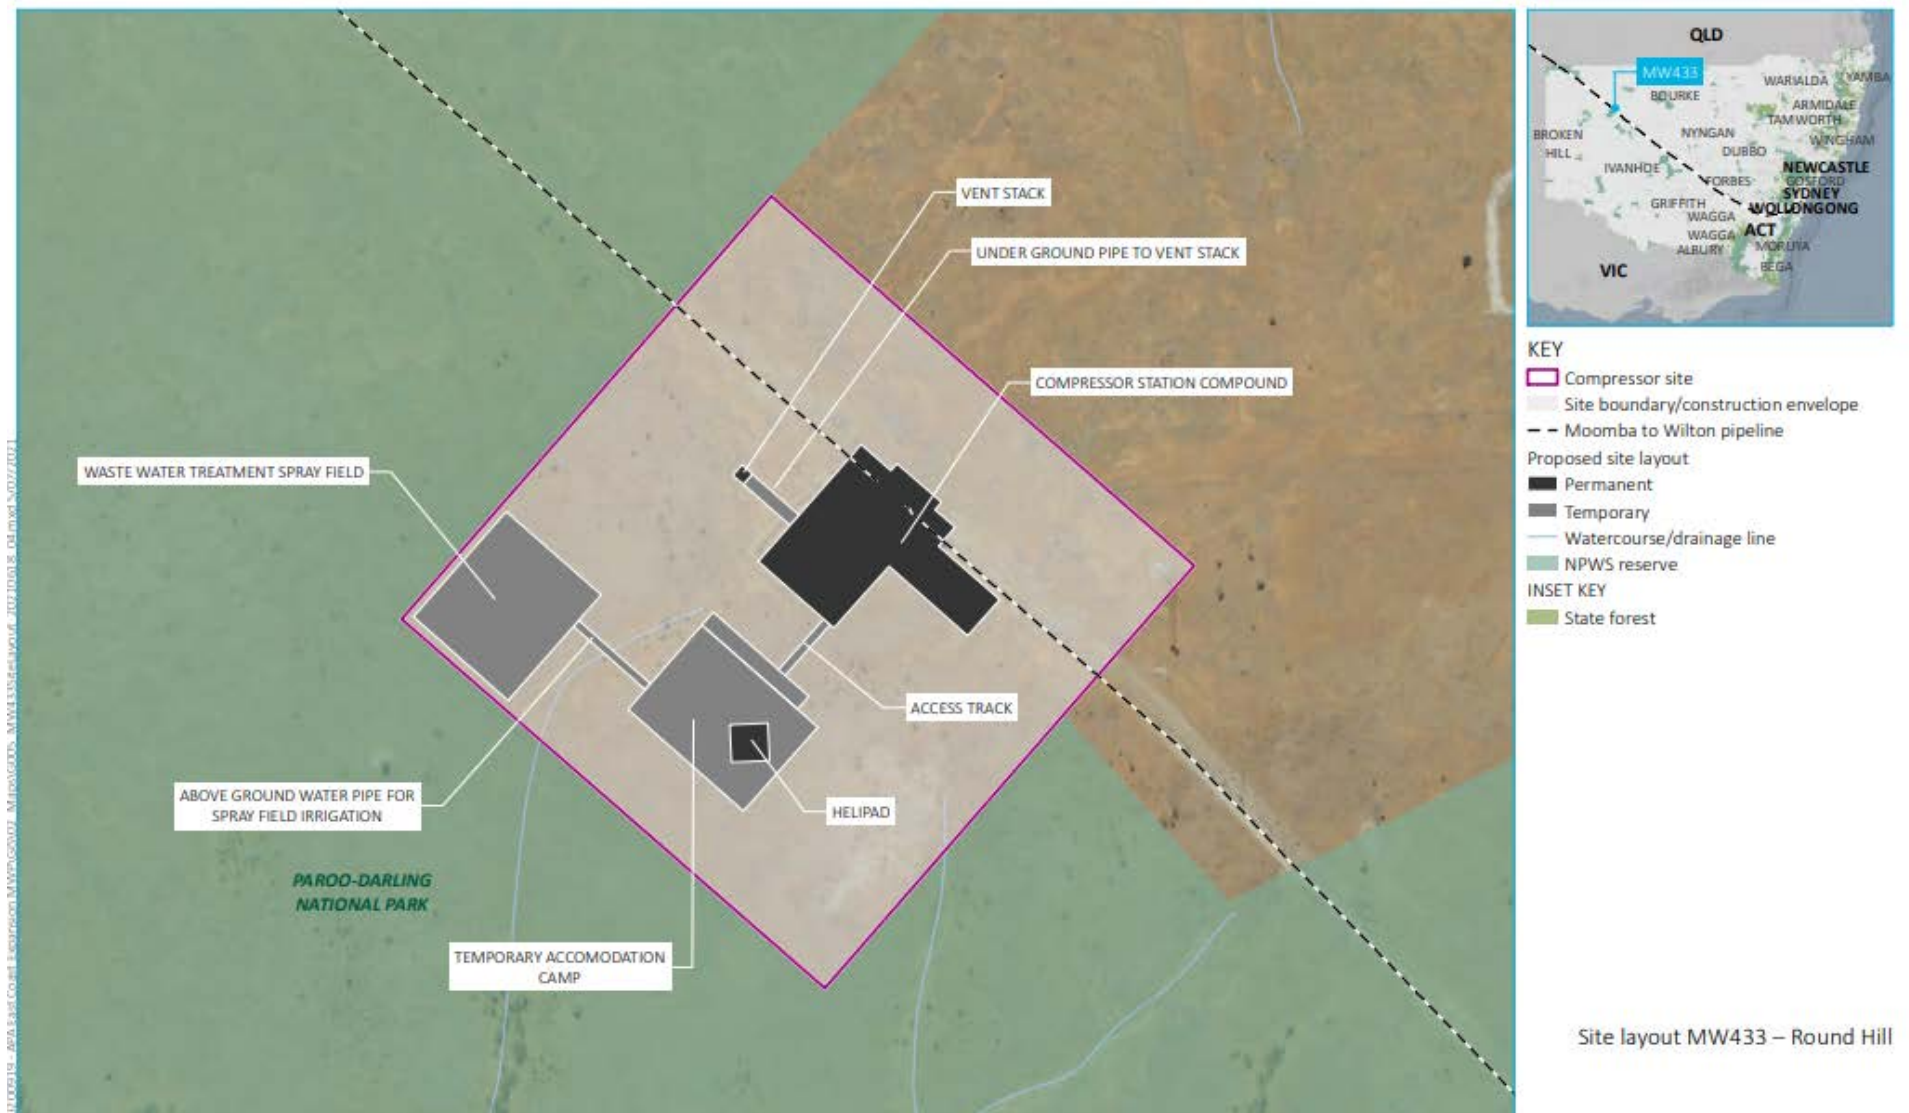 VENT STACK
UNDER GROUND PIPE TO VENT STACK
COMPRESSOR STATION COMPOUND
WASTE WATER TREATMENT SPRAY FIELD
ACCESS TRACK
ABOVE GROUND WATER PIPE FOR
SPRAY FIELD IRRIGATION
HELIPAD
PAROO-DARLING
NATIONAL PARK
TEMPORARY ACCOMODATION
CAMP
QLD
MW433
BOURKE
WARIALDA
YAMBA
ARMIDALE
TAMWORTH
BROKEN
HILL
NYNGAN
WINGHAM
DUBBO
IVANHOE
NEWCASTLE
FORBES
GOSFORD
SYDNEY
GRIFFITH
WOLLONGONG
WAGGA
WAGGA
ACT
ALBURY
MORUYA
VIC
BEGA
KEY
Compressor site
Site boundary/construction envelope
Moomba to Wilton pipeline
Proposed site layout
Permanent
Temporary
Watercourse/drainage line
NPWS reserve
INSET KEY
State forest
Site layout MW433 – Round Hill